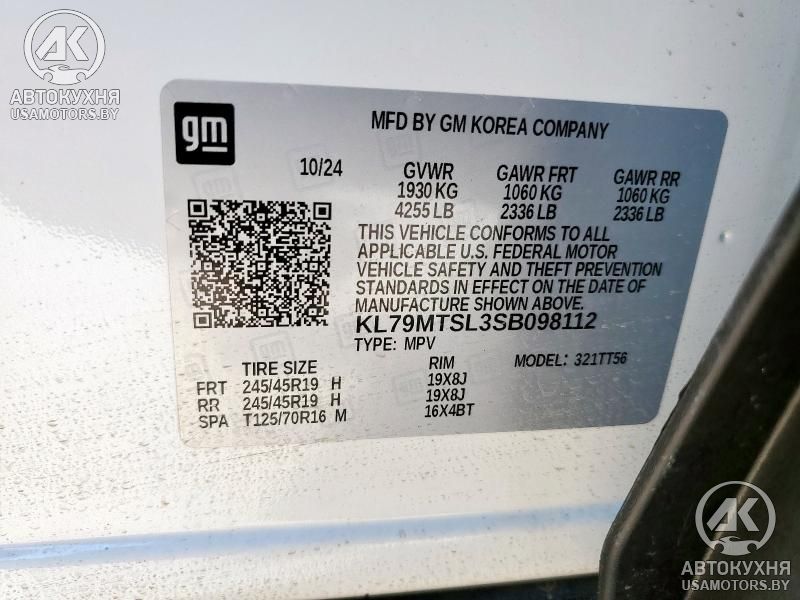 АК
АВТОКУХНЯ
USAMOTORS.BY
gm
MFD BY GM KOREA COMPANY
10/24
GVWR GAWR FRT GAWR RR
1930 KG 1060 KG 1060 KG
4255 LB 2336 LB 2336 LB
THIS VEHICLE CONFORMS TO ALL
APPLICABLE U.S. FEDERAL MOTOR
VEHICLE SAFETY AND THEFT PREVENTION
STANDARDS IN EFFECT ON THE DATE OF
MANUFACTURE SHOWN ABOVE.
KL79MTSL3SB098112
TYPE: MPV
TIRE SIZE RIM MODEL: 321TT56
FRT 245/45R19 H 19X8J
RR 245/45R19 H 19X8J
SPA T125/70R16 M 16X4BT
АК
АВТОКУХНЯ
USAMOTORS.BY